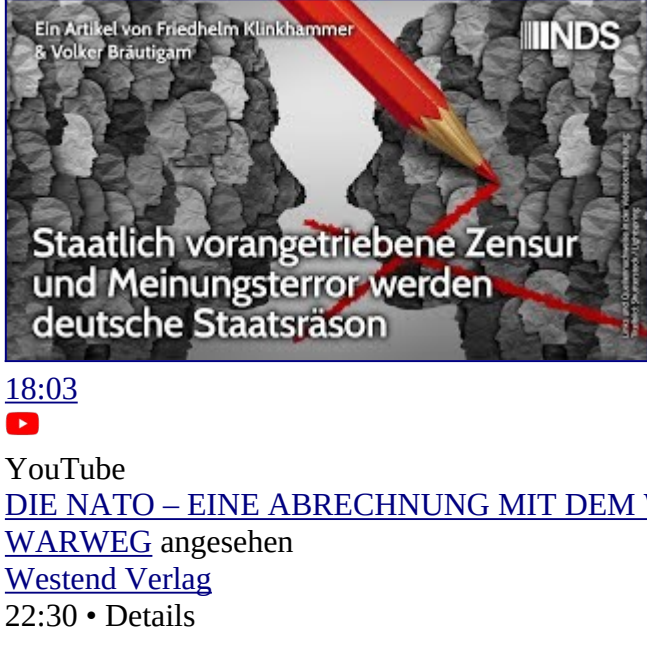 Ein Artikel von Friedhelm Klinkhammer
& Volker Bräutigam
NDS
Staatlich vorangetriebene Zensur
und Meinungsterror werden
deutsche Staatsräson
18:03
YouTube
DIE NATO – EINE ABRECHNUNG MIT DEM
WARWEG angesehen
Westend Verlag
22:30 • Details